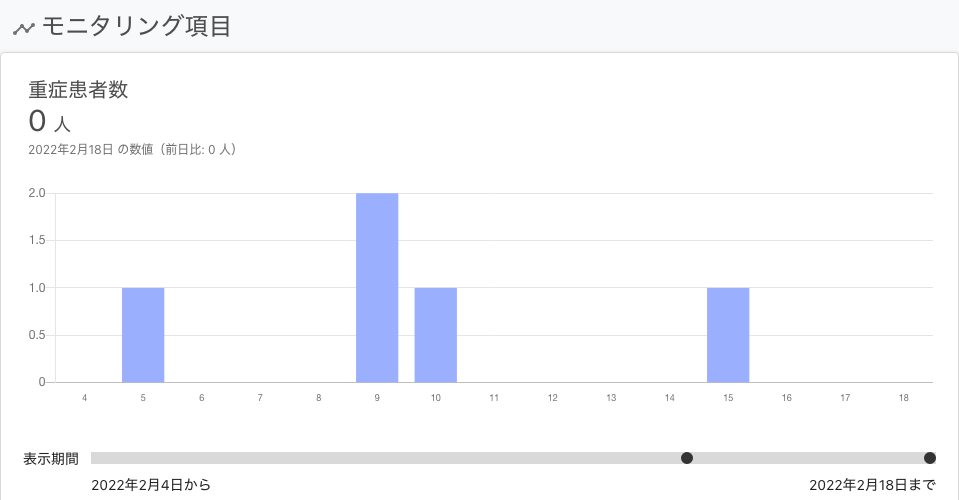 モニタリング項目
重症患者数
0 人
2022年2月18日 の数値（前日比: 0 人）
2.0
1.5
1.0
0.5
0
4 5 6 7 8 9 10 11 12 13 14 15 16 17 18
表示期間
2022年2月4日から 2022年2月18日まで